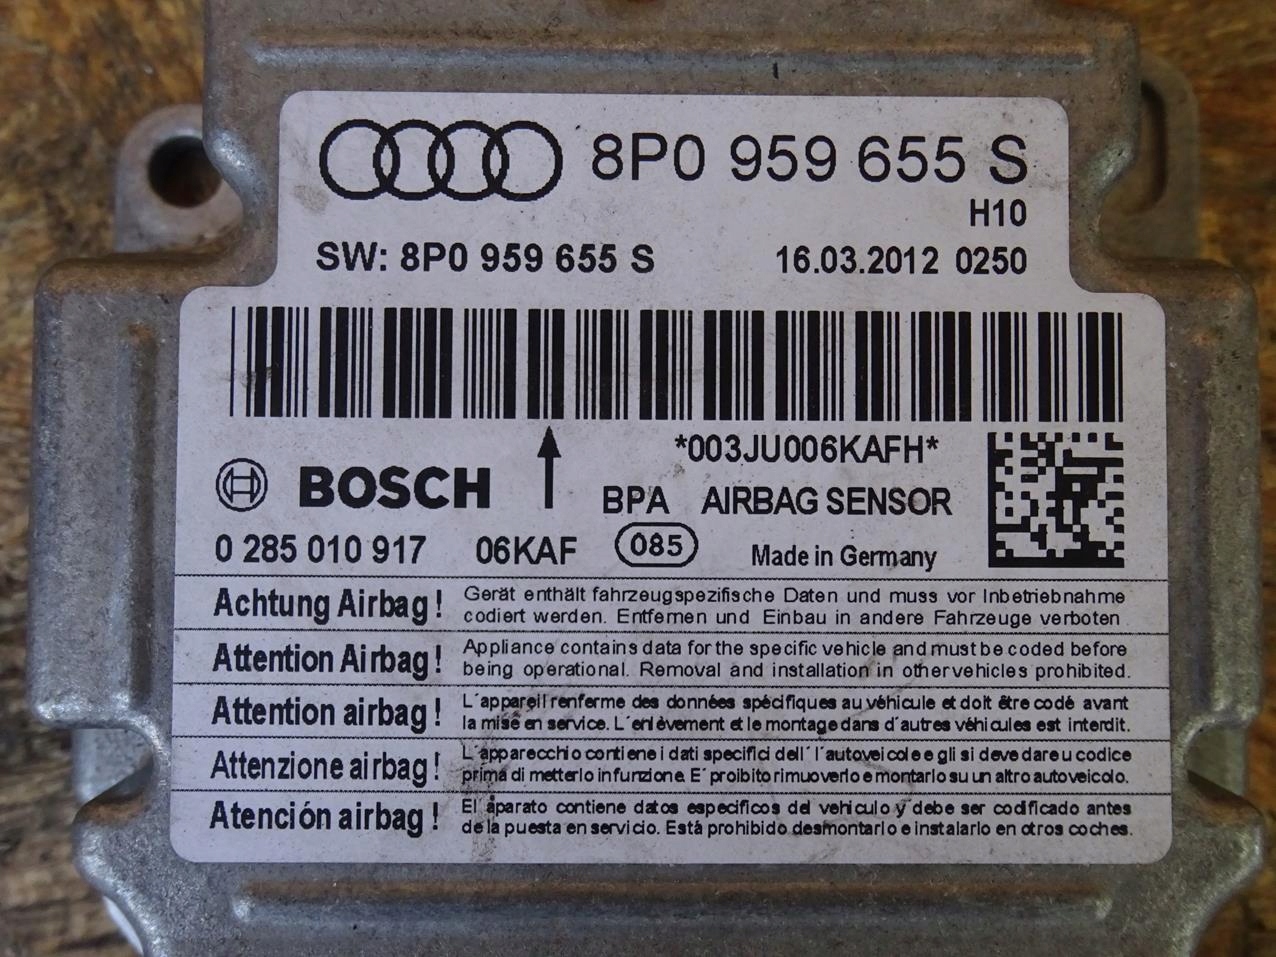 8P0 959 655 S
H10
SW: 8P0 959 655 S 16.03.2012 0250
*003JU006KAFH*
BOSCH BPA AIRBAG SENSOR
0 285 010 917 06KAF 085 Made in Germany
Achtung Airbag! Gerät enthält fahrzeugspezifische Daten und muss vor Inbetriebnahme
codiert werden. Entfernen und Einbau in andere Fahrzeuge verboten.
Attention Airbag! Appliance contains data for the specific vehicle and must be coded before
being operational. Removal and installation in other vehicles prohibited.
Attention airbag! L´appareil renferme des données spécifiques au véhicule et doit être codé avant
la mise en service. L´enlèvement et le montage dans d´autres véhicules est interdit.
Attenzione airbag! L´apparecchio contiene i dati specifici dell´l´autoveicolo e gli si deve dare u codice
prima di metterlo in funzione. E´ proibito rimuoverlo e montarlo su un altro autoveicolo.
Atención airbag! El aparato contiene datos especificos del vehiculo y debe ser codificado antes
de la puesta en servicio. Está prohibido desmontarlo e instalarlo en otros coches.